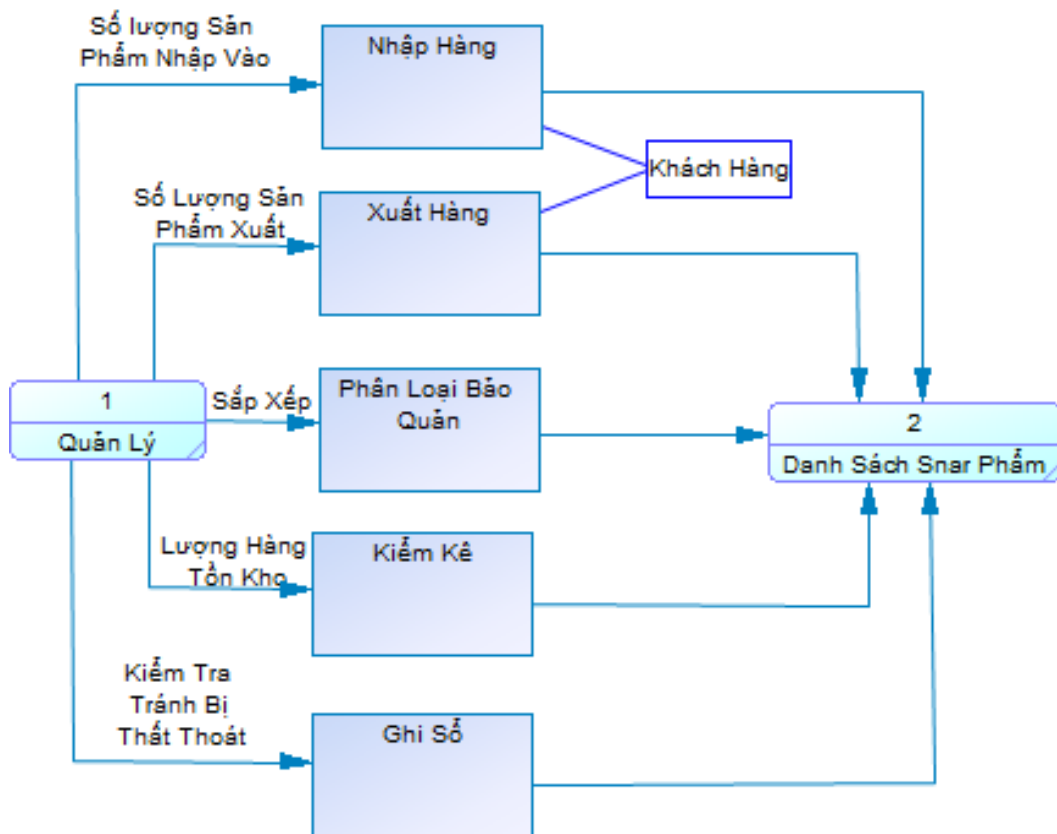 Số lượng Sản
Phẩm Nhập Vào
Nhập Hàng
Khách Hàng
Số Lượng Sản
Phẩm Xuất
Xuất Hàng
1
Quản Lý
Sắp Xếp
Phân Loại Bảo
Quản
2
Danh Sách Snar Phẩm
Lượng Hàng
Tồn Kho
Kiểm Kê
Kiểm Tra
Tránh Bị
Thất Thoát
Ghi Sổ